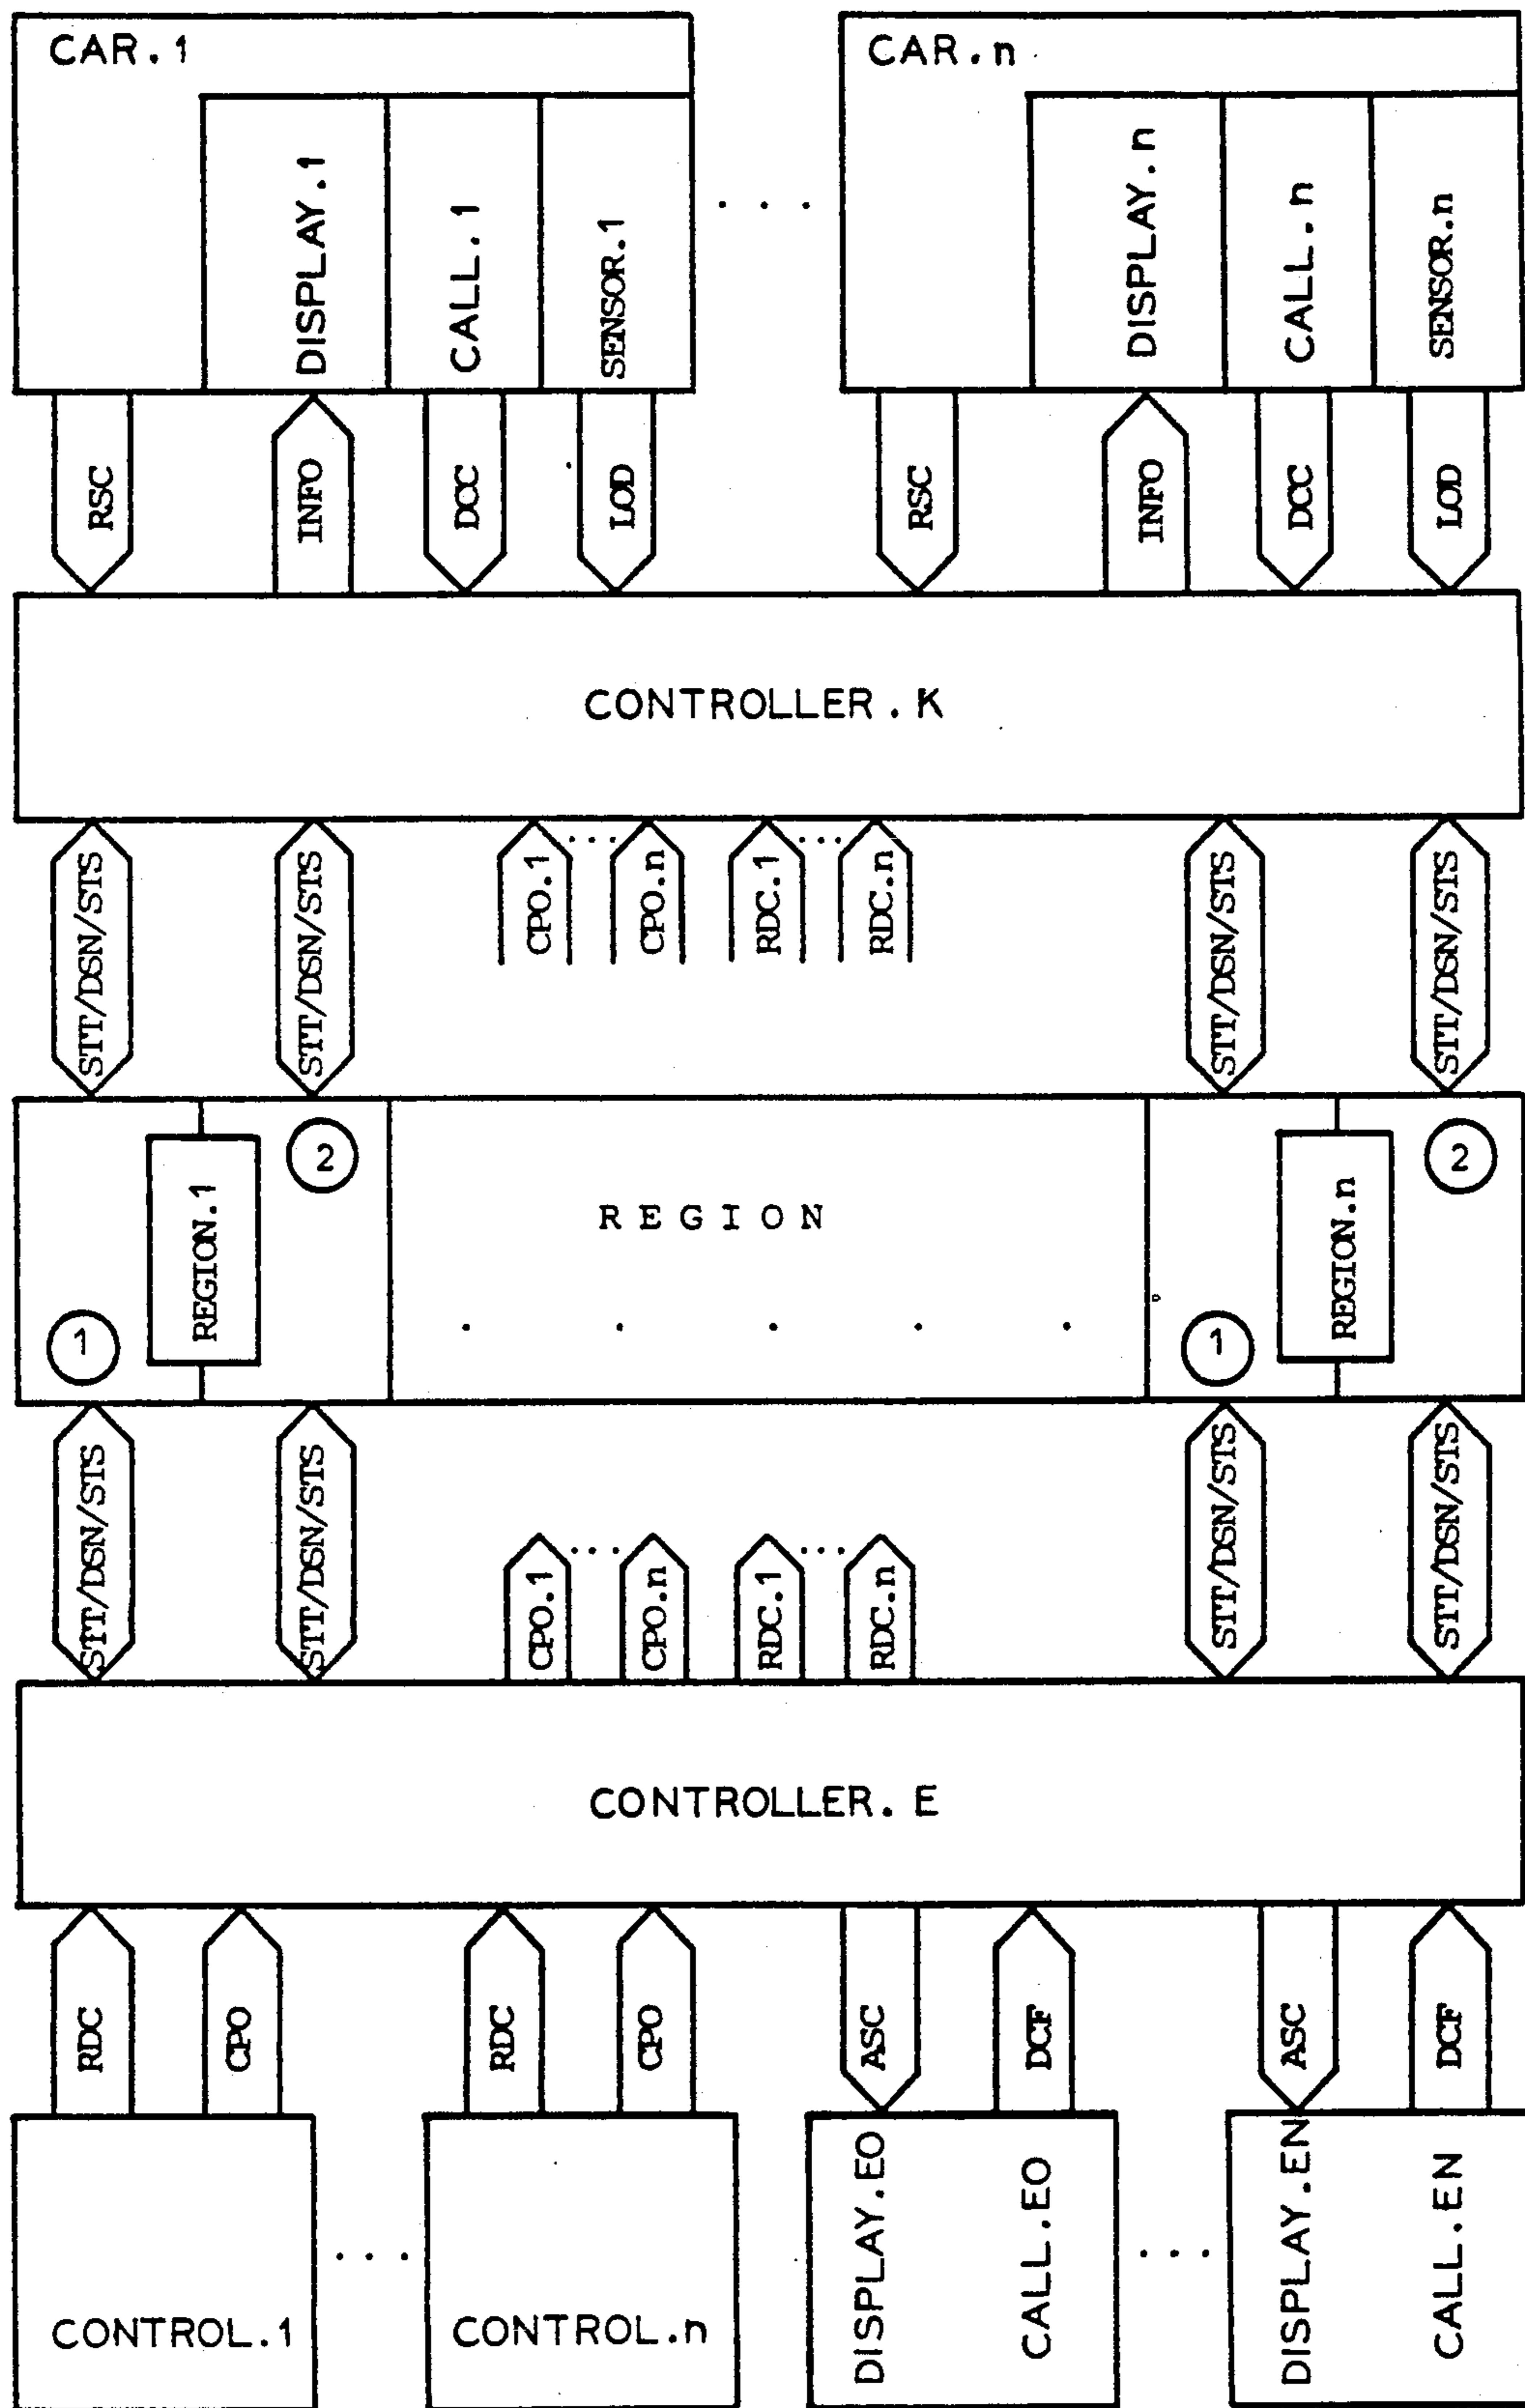 CAR.1
DISPLAY.1
CALL.1
SENSOR.1
. . .
CAR.n
DISPLAY.n
CALL.n
SENSOR.n
RSC
INFO
DCC
LOD
RSC
INFO
DCC
LOD
CONTROLLER.K
STT/DSN/STS
STT/DSN/STS
CPO.1
...
CPO.n
RDC.1
...
RDC.n
STT/DSN/STS
STT/DSN/STS
1
REGION.1
2
REGION
. . . . .
1
REGION.n
2
STT/DSN/STS
STT/DSN/STS
CPO.1
...
CPO.n
RDC.1
...
RDC.n
STT/DSN/STS
STT/DSN/STS
CONTROLLER.E
RDC
CPO
RDC
CPO
ASC
DCF
ASC
DCF
CONTROL.1
...
CONTROL.n
DISPLAY.EO
CALL.EO
...
DISPLAY.EN
CALL.EN